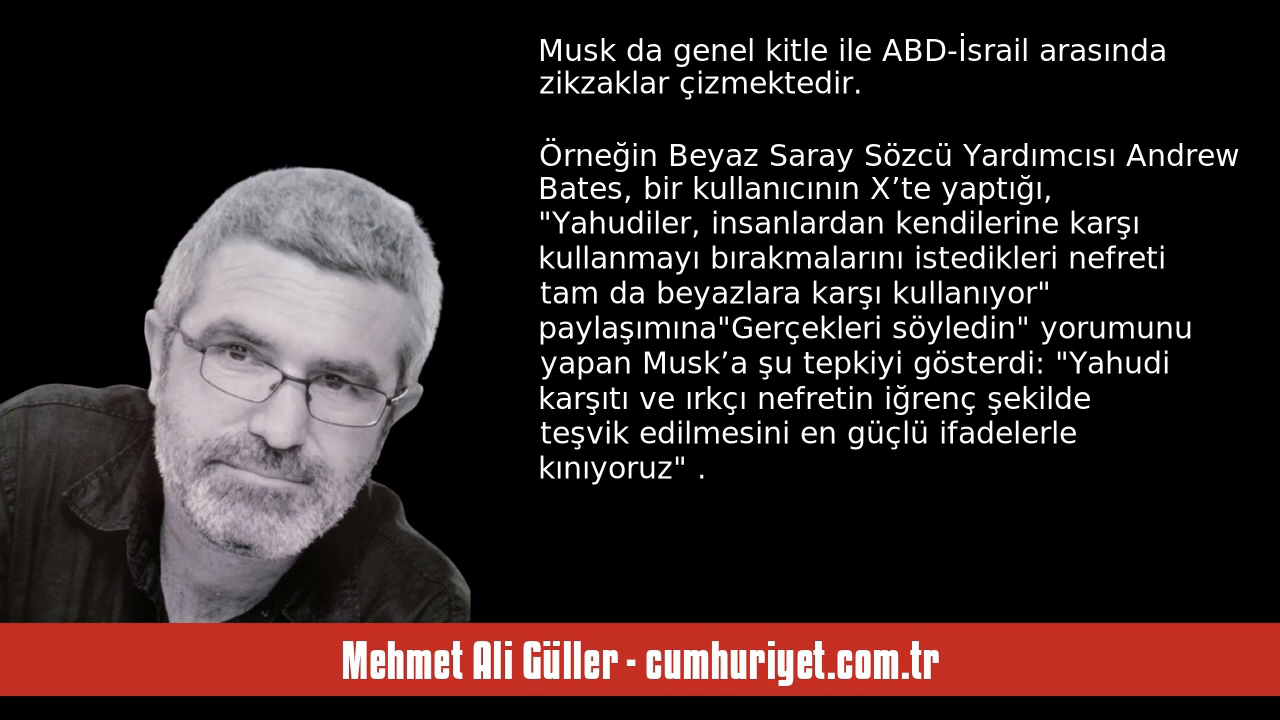 Musk da genel kitle ile ABD-İsrail arasında
zikzaklar çizmektedir.
Örneğin Beyaz Saray Sözcü Yardımcısı Andrew
Bates, bir kullanıcının X’te yaptığı,
"Yahudiler, insanlardan kendilerine karşı
kullanmayı bırakmalarını istedikleri nefreti
tam da beyazlara karşı kullanıyor"
paylaşımına"Gerçekleri söyledin" yorumunu
yapan Musk’a şu tepkiyi gösterdi: "Yahudi
karşıtı ve ırkçı nefretin iğrenç şekilde
teşvik edilmesini en güçlü ifadelerle
kınıyoruz" .
Mehmet Ali Güller - cumhuriyet.com.tr